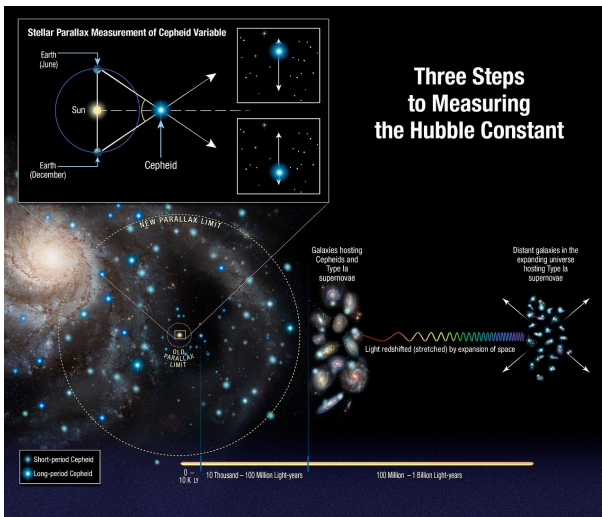 Stellar Parallax Measurement of Cepheid Variable
Earth
(June)
Sun
Earth
(December)
Cepheid
Three Steps
to Measuring
the Hubble Constant
NEW PARALLAX LIMIT
OLD
PARALLAX
LIMIT
Galaxies hosting
Cepheids and
Type Ia
supernovae
Light redshifted (stretched) by expansion of space
Distant galaxies in the
expanding universe
hosting Type Ia
supernovae
Short-period Cepheid
Long-period Cepheid
0 –
10 K LY
10 Thousand – 100 Million Light-years
100 Million – 1 Billion Light-years